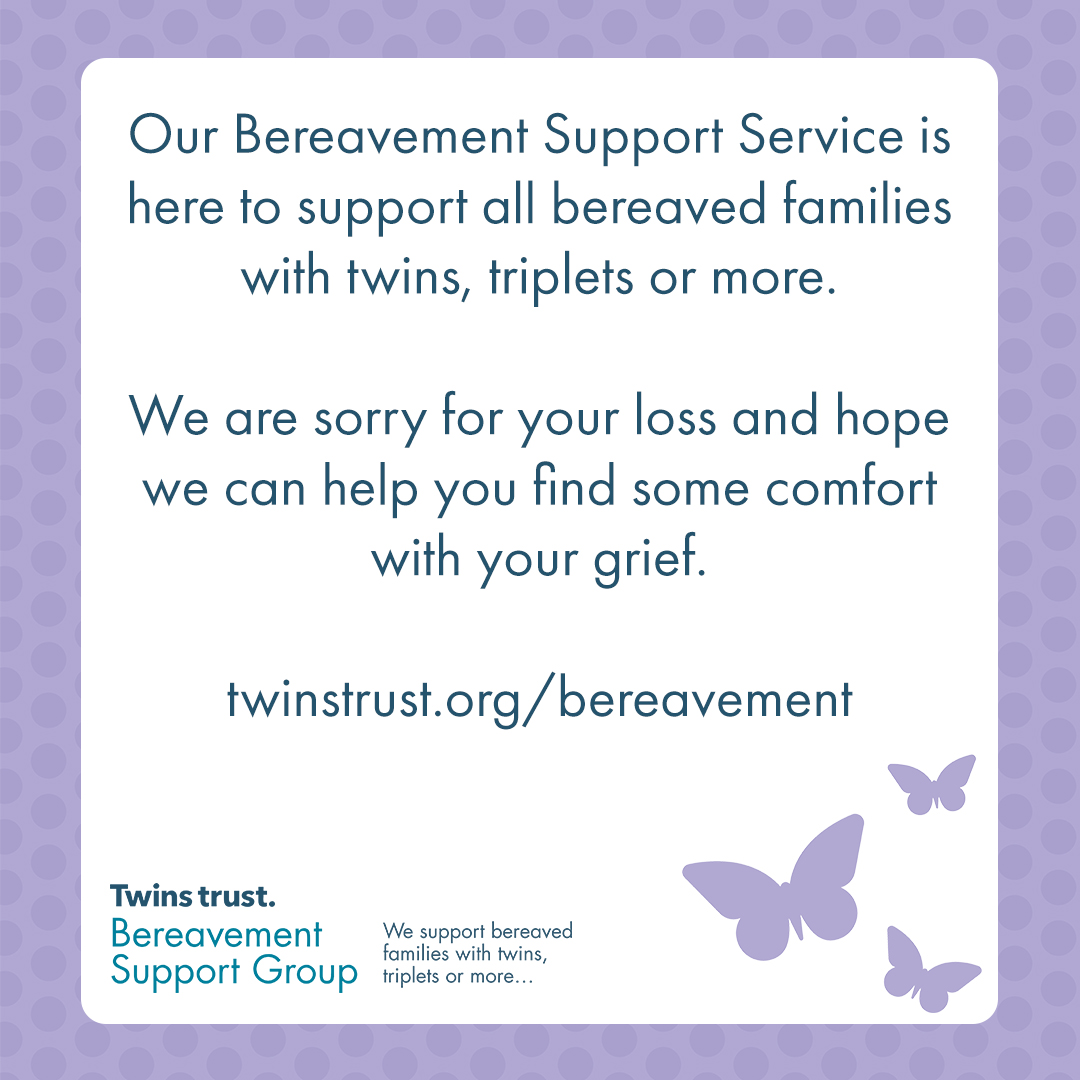 Our Bereavement Support Service is
here to support all bereaved families
with twins, triplets or more.
We are sorry for your loss and hope
we can help you find some comfort
with your grief.
twinstrust.org/bereavement
Twins trust.
Bereavement
Support Group
We support bereaved
families with twins,
triplets or more...